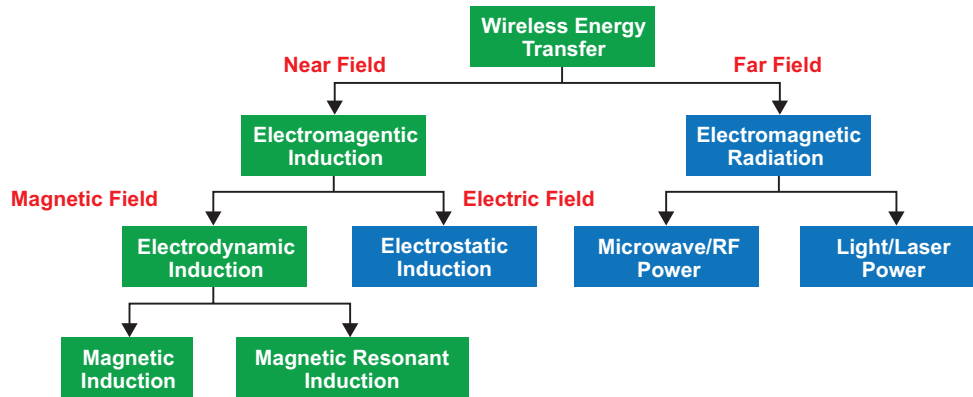 Wireless Energy
Transfer
Near Field
Far Field
Electromagentic
Induction
Electromagnetic
Radiation
Magnetic Field
Electric Field
Electrodynamic
Induction
Electrostatic
Induction
Microwave/RF
Power
Light/Laser
Power
Magnetic
Induction
Magnetic Resonant
Induction